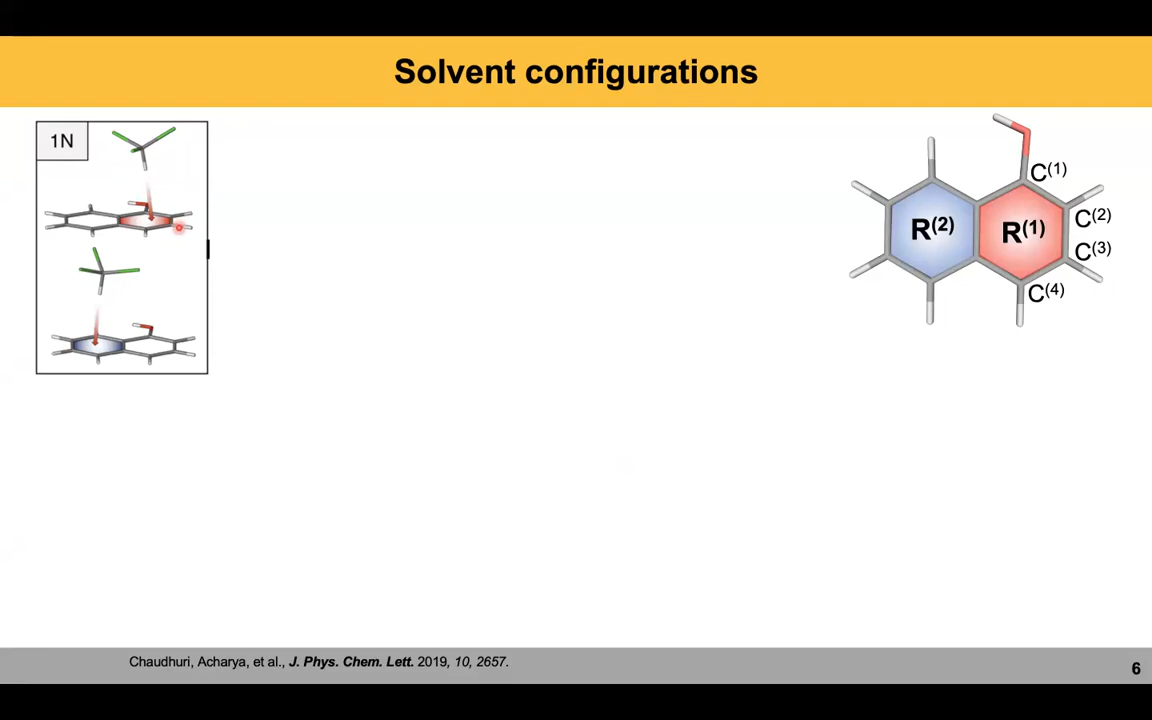 Solvent configurations
1N
C(1)
R(2)
R(1)
C(2)
C(3)
C(4)
Chaudhuri, Acharya, et al., J. Phys. Chem. Lett. 2019, 10, 2657.
6